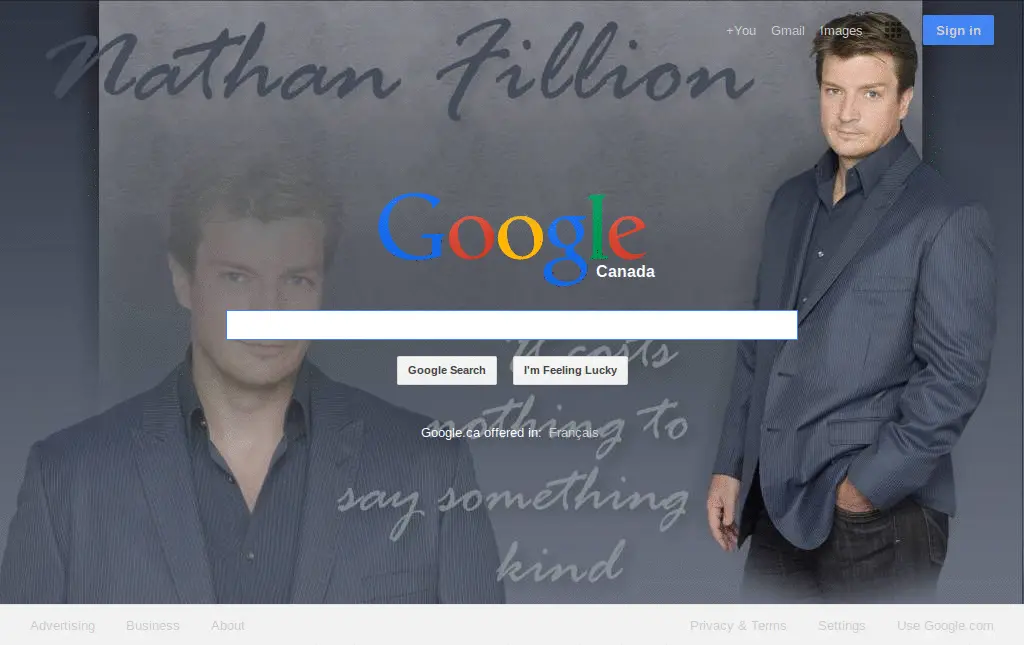 Nathan Fillion
+You Gmail Images Sign in
Google
Canada
It costs
Google Search I'm Feeling Lucky
nothing to
Google.ca offered in: Français
say something
kind
Advertising Business About Privacy & Terms Settings Use Google.com